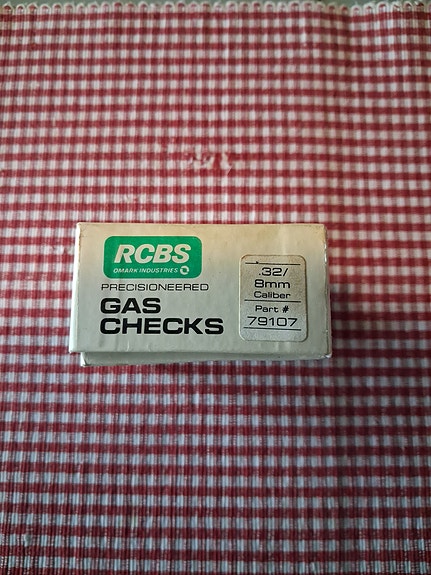 RCBS
OMARK INDUSTRIES
PRECISIONEERED
GAS
CHECKS
.32/
8mm
Caliber
Part #
79107